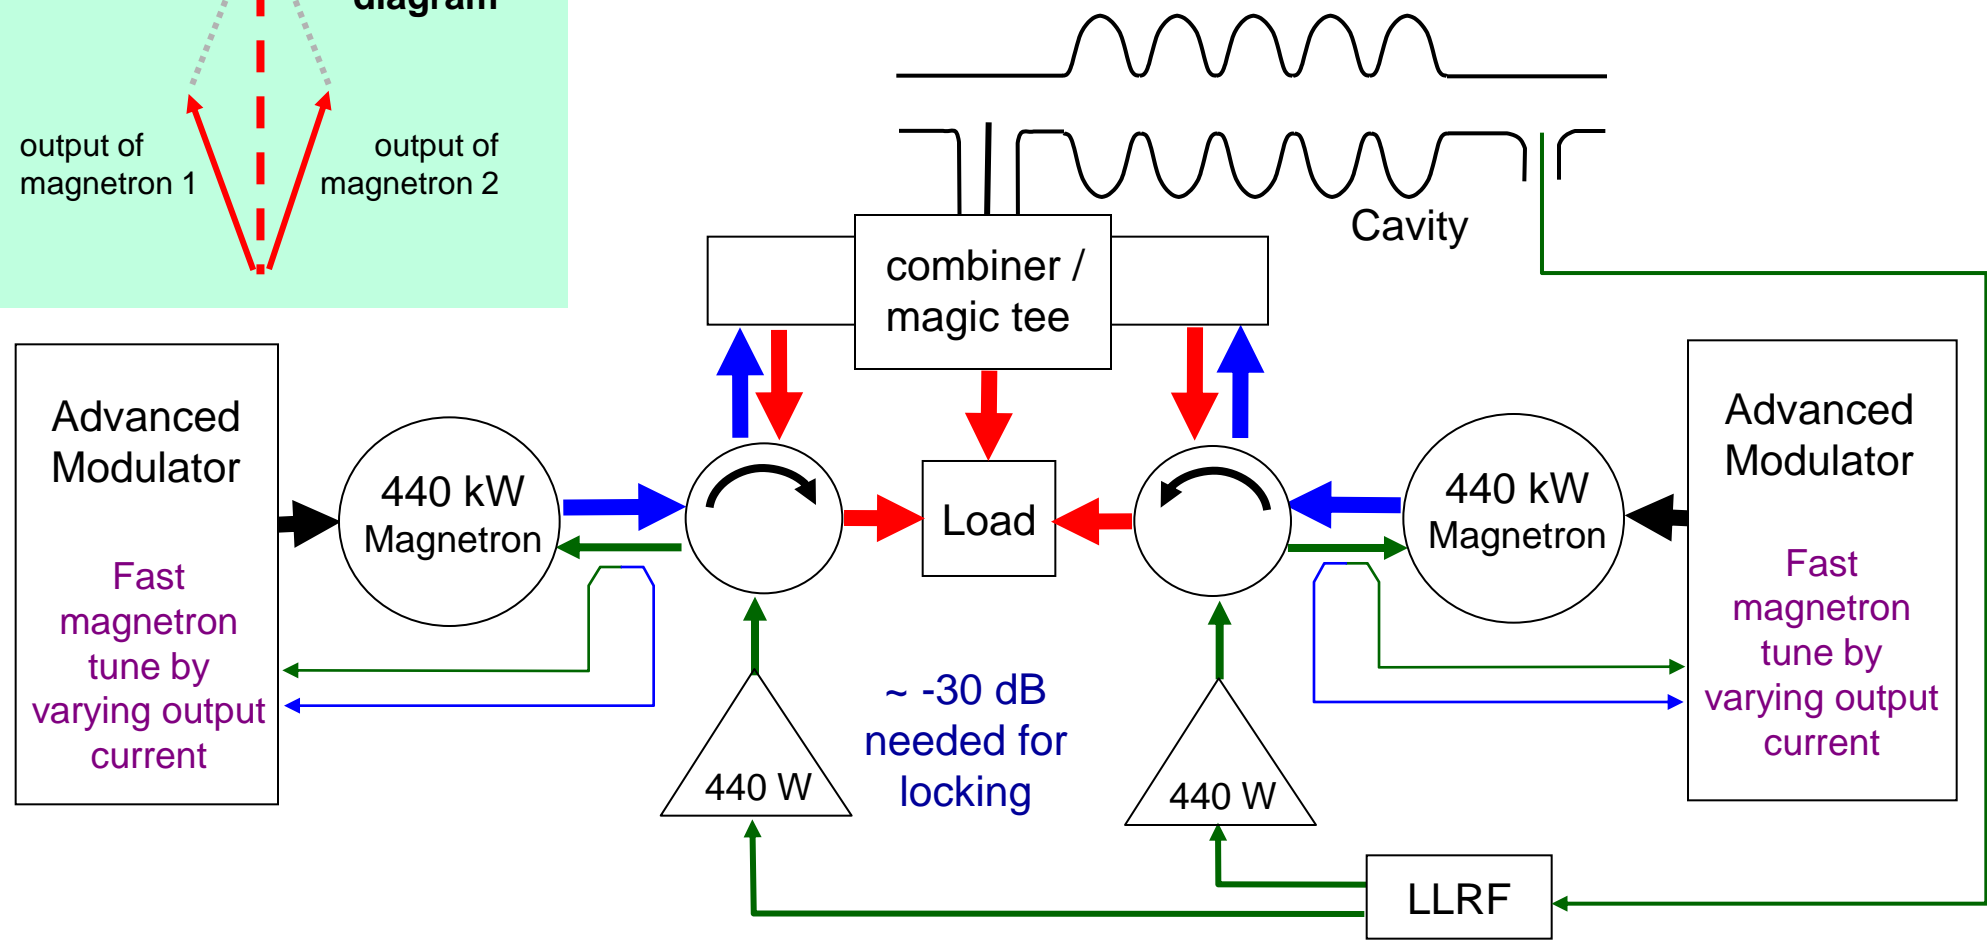 diagram
output of
magnetron 1
output of
magnetron 2
Cavity
combiner /
magic tee
Advanced
Modulator
Fast
magnetron
tune by
varying output
current
440 kW
Magnetron
Load
440 kW
Magnetron
Advanced
Modulator
Fast
magnetron
tune by
varying output
current
~ -30 dB
needed for
locking
440 W
440 W
LLRF